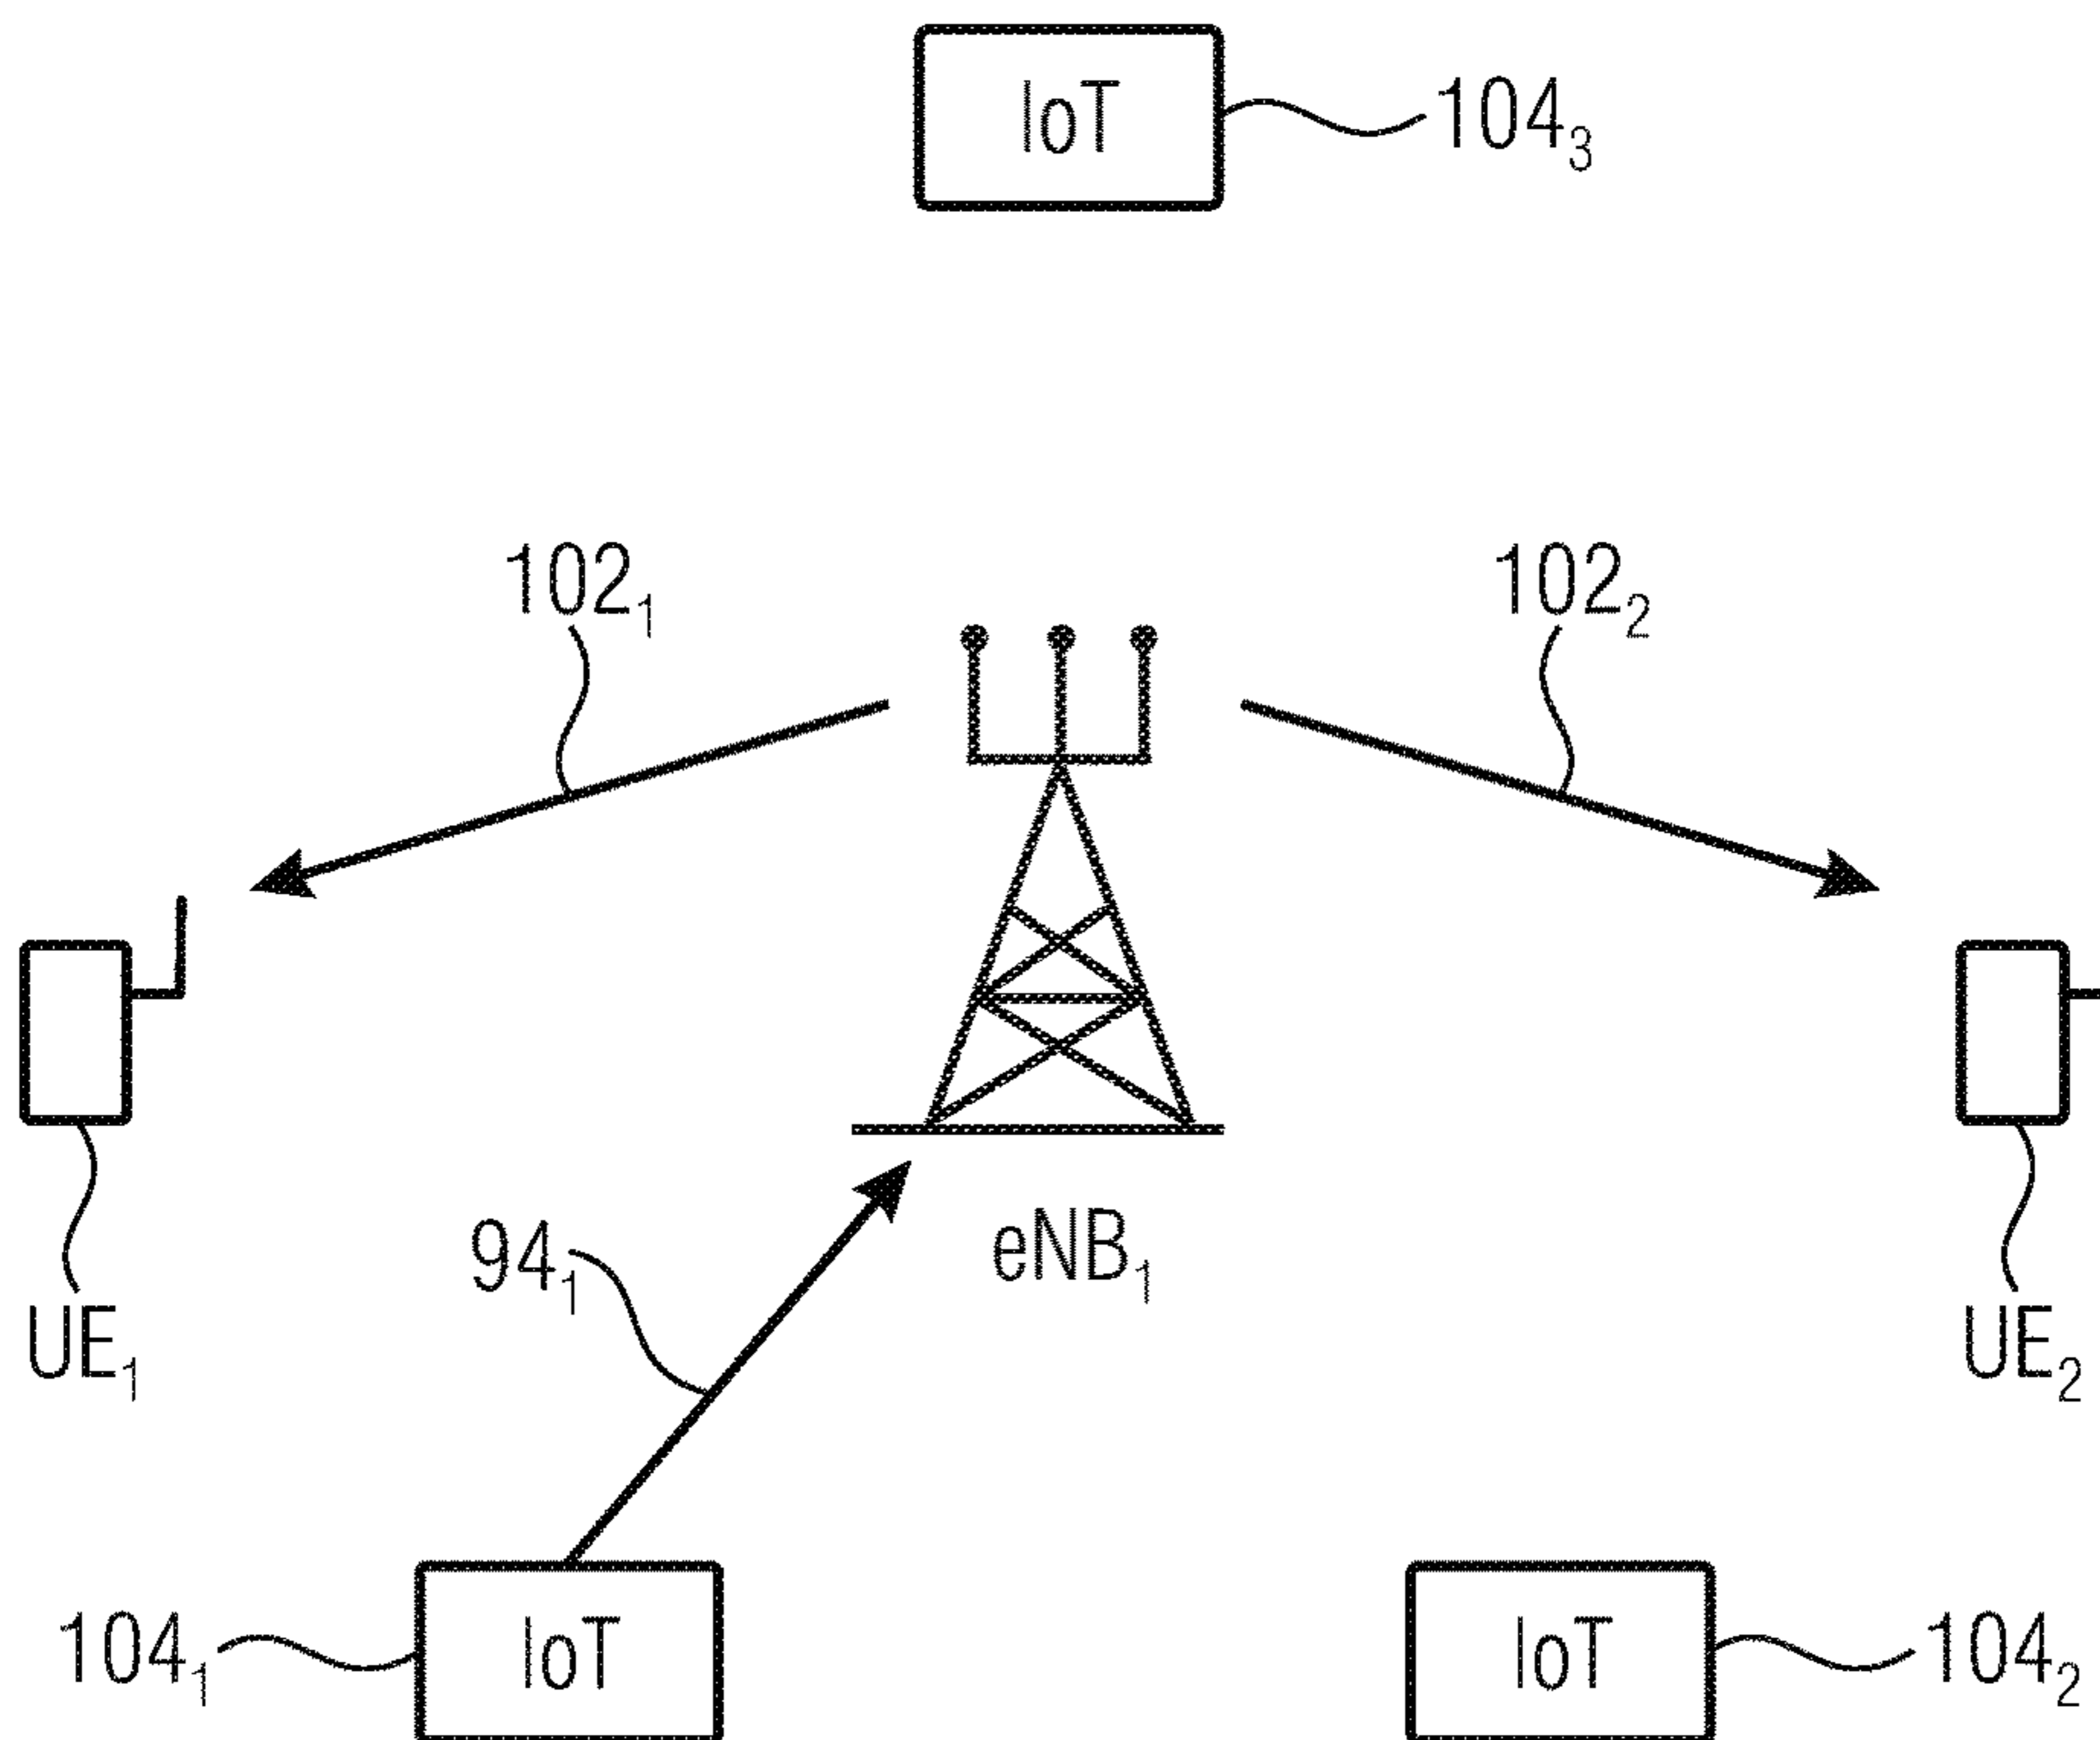 IoT 104₃
102₁ 102₂
94₁ eNB₁
UE₁ UE₂
104₁ IoT IoT 104₂